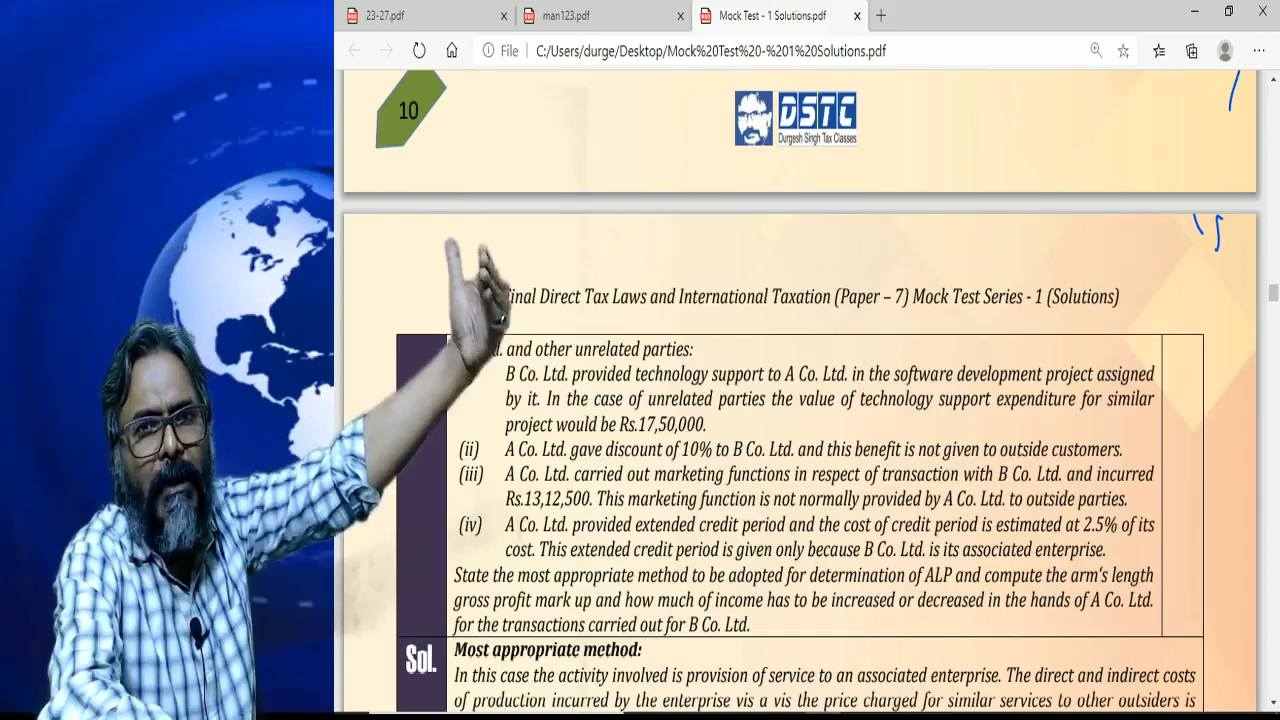 23-27.pdf
man123.pdf
Mock Test - 1 Solutions.pdf
File
C:/Users/durge/Desktop/Mock%20Test%20-%201%20Solutions.pdf
10
DSTC
Durgesh Singh Tax Classes
Final Direct Tax Laws and International Taxation (Paper – 7) Mock Test Series - 1 (Solutions)
and other unrelated parties:
B Co. Ltd. provided technology support to A Co. Ltd. in the software development project assigned
by it. In the case of unrelated parties the value of technology support expenditure for similar
project would be Rs.17,50,000.
(ii) A Co. Ltd. gave discount of 10% to B Co. Ltd. and this benefit is not given to outside customers.
(iii) A Co. Ltd. carried out marketing functions in respect of transaction with B Co. Ltd. and incurred
Rs.13,12,500. This marketing function is not normally provided by A Co. Ltd. to outside parties.
(iv) A Co. Ltd. provided extended credit period and the cost of credit period is estimated at 2.5% of its
cost. This extended credit period is given only because B Co. Ltd. is its associated enterprise.
State the most appropriate method to be adopted for determination of ALP and compute the arm's length
gross profit mark up and how much of income has to be increased or decreased in the hands of A Co. Ltd.
for the transactions carried out for B Co. Ltd.
Sol. Most appropriate method:
In this case the activity involved is provision of service to an associated enterprise. The direct and indirect costs
of production incurred by the enterprise vis a vis the price charged for similar services to other outsiders is